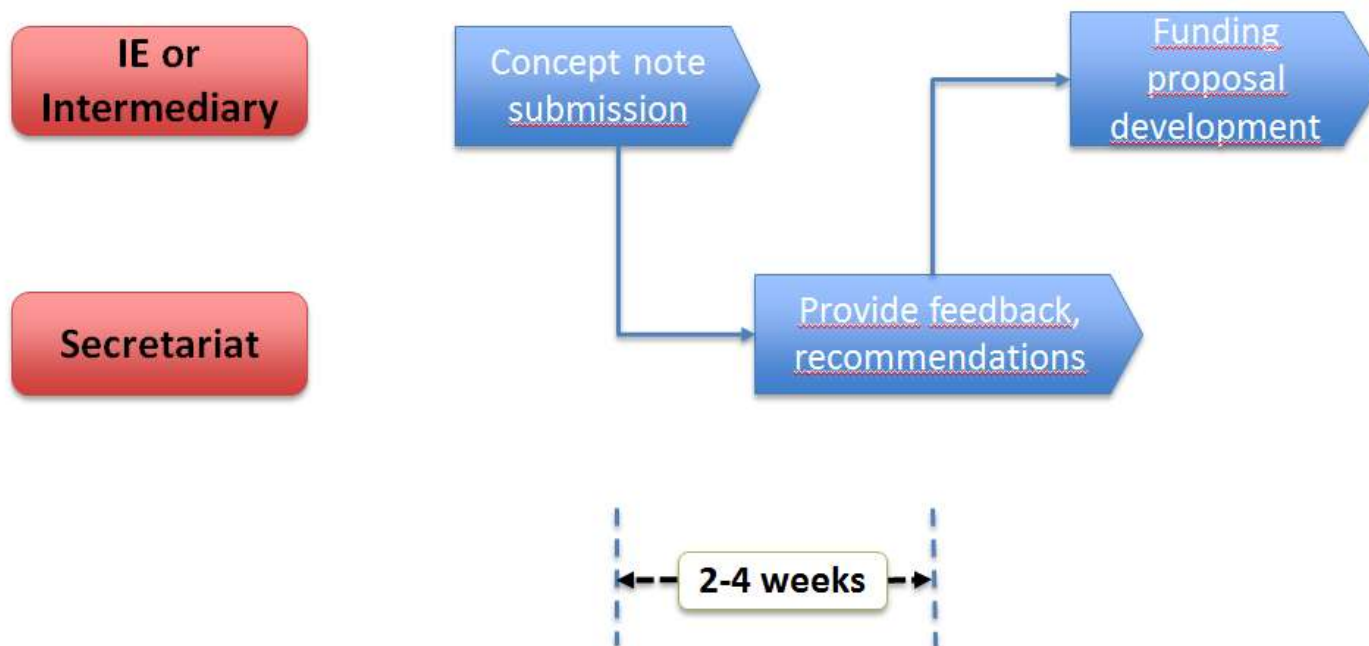 IE or
Intermediary
Concept note
submission
Funding
proposal
development
Secretariat
Provide feedback,
recommendations
2-4 weeks